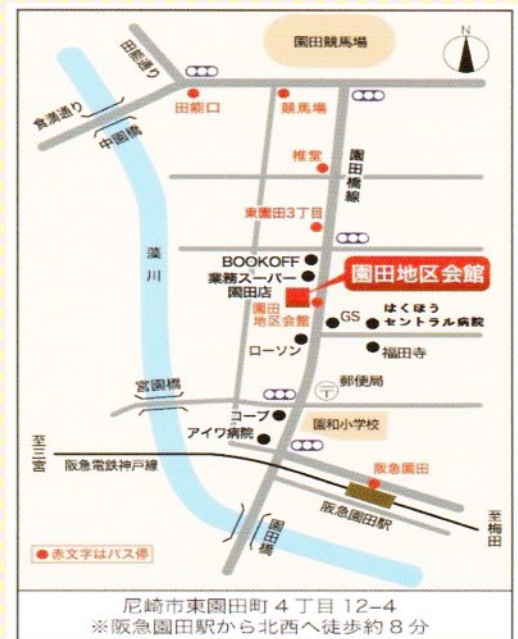 園田競馬場
N
田能通り
食満通り
中園橋
田能口
競馬場
椎堂
園田橋線
東園田3丁目
藻川
BOOKOFF
業務スーパー
園田店
園田地区会館
園田
地区会館
GS
はくほう
セントラル病院
ローソン
福田寺
宮園橋
〒
郵便局
コープ
園和小学校
アイワ病院
至三宮
阪急電鉄神戸線
阪急園田
阪急園田駅
至梅田
園田橋
●赤文字はバス停
尼崎市東園田町4丁目12-4
※阪急園田駅から北西へ徒歩約8分